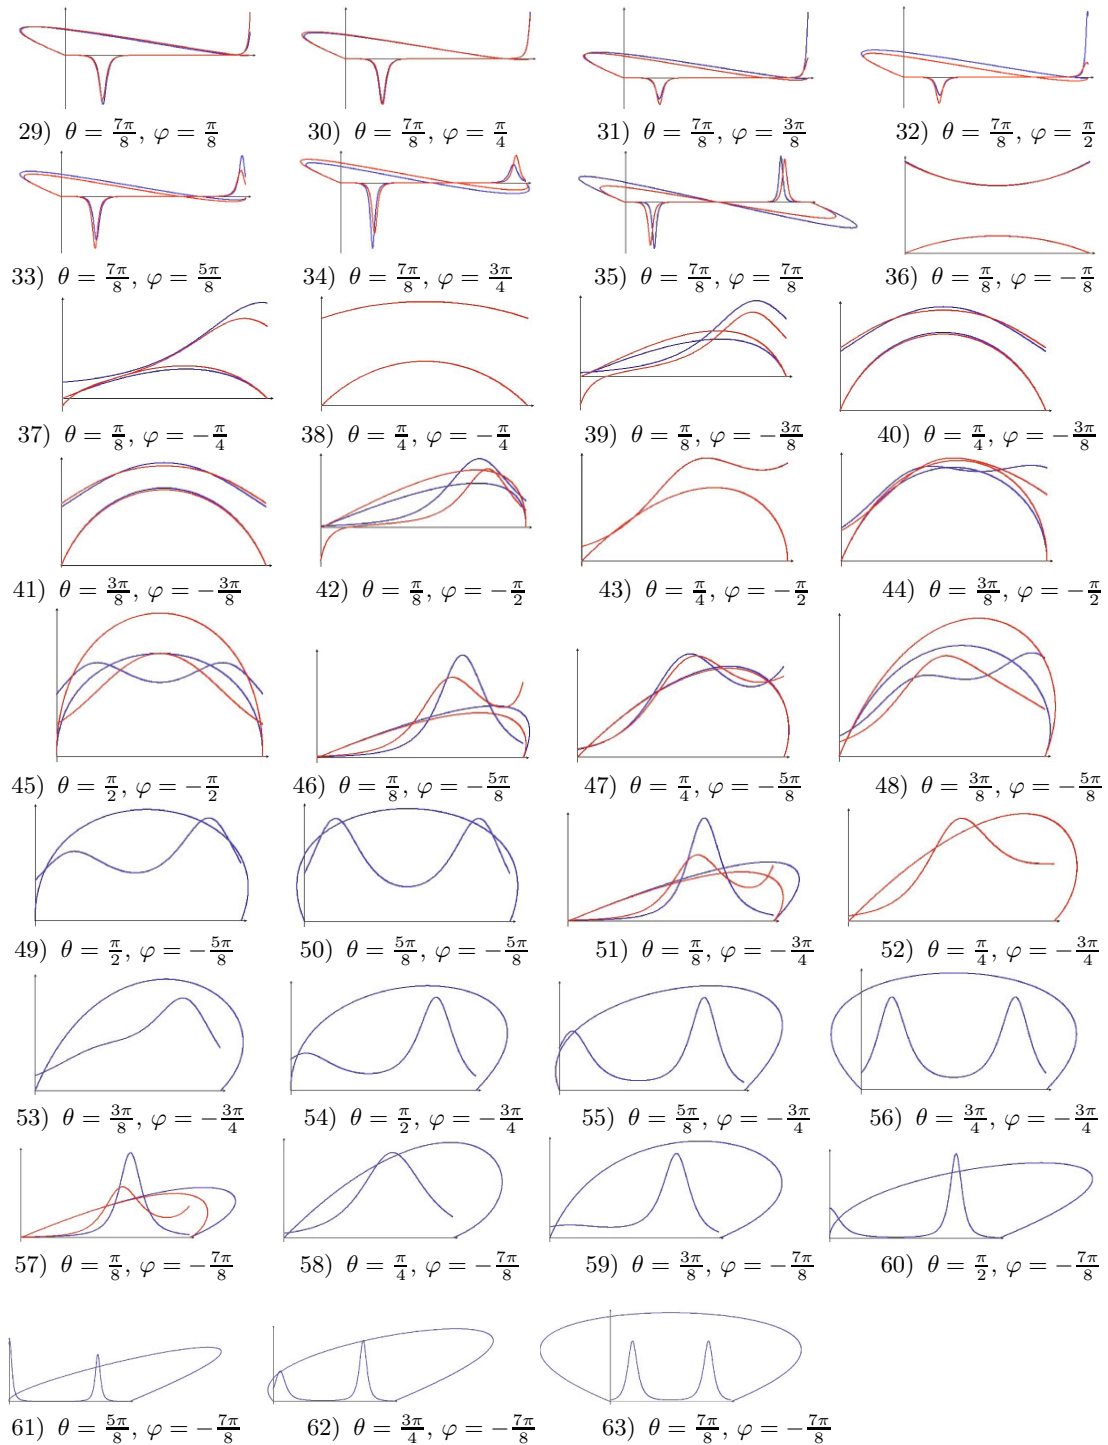 29) θ = 7π/8, φ = π/8 30) θ = 7π/8, φ = π/4 31) θ = 7π/8, φ = 3π/8 32) θ = 7π/8, φ = π/2
33) θ = 7π/8, φ = 5π/8 34) θ = 7π/8, φ = 3π/4 35) θ = 7π/8, φ = 7π/8 36) θ = π/8, φ = −π/8
37) θ = π/8, φ = −π/4 38) θ = π/4, φ = −π/4 39) θ = π/8, φ = −3π/8 40) θ = π/4, φ = −3π/8
41) θ = 3π/8, φ = −3π/8 42) θ = π/8, φ = −π/2 43) θ = π/4, φ = −π/2 44) θ = 3π/8, φ = −π/2
45) θ = π/2, φ = −π/2 46) θ = π/8, φ = −5π/8 47) θ = π/4, φ = −5π/8 48) θ = 3π/8, φ = −5π/8
49) θ = π/2, φ = −5π/8 50) θ = 5π/8, φ = −5π/8 51) θ = π/8, φ = −3π/4 52) θ = π/4, φ = −3π/4
53) θ = 3π/8, φ = −3π/4 54) θ = π/2, φ = −3π/4 55) θ = 5π/8, φ = −3π/4 56) θ = 3π/4, φ = −3π/4
57) θ = π/8, φ = −7π/8 58) θ = π/4, φ = −7π/8 59) θ = 3π/8, φ = −7π/8 60) θ = π/2, φ = −7π/8
61) θ = 5π/8, φ = −7π/8 62) θ = 3π/4, φ = −7π/8 63) θ = 7π/8, φ = −7π/8